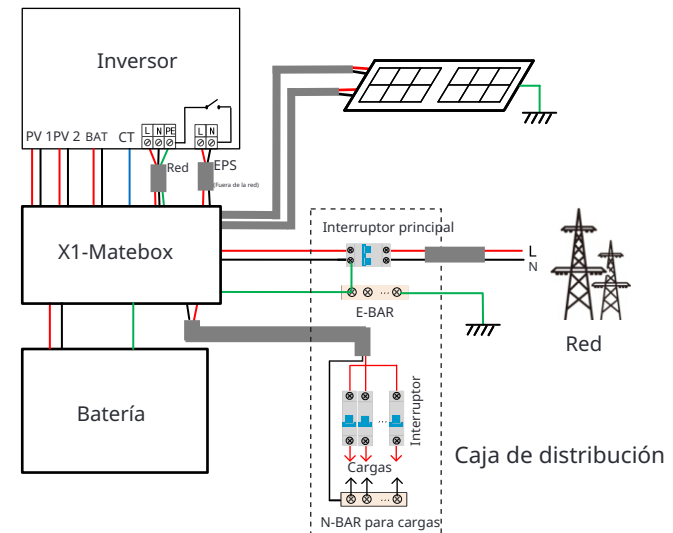 Inversor
PV 1 PV 2 BAT CT
L N PE
L N
Red
EPS
(Fuera de la red)
X1-Matebox
Interruptor principal
L
N
E-BAR
Red
Batería
Interruptor
...
Cargas
Caja de distribución
N-BAR para cargas